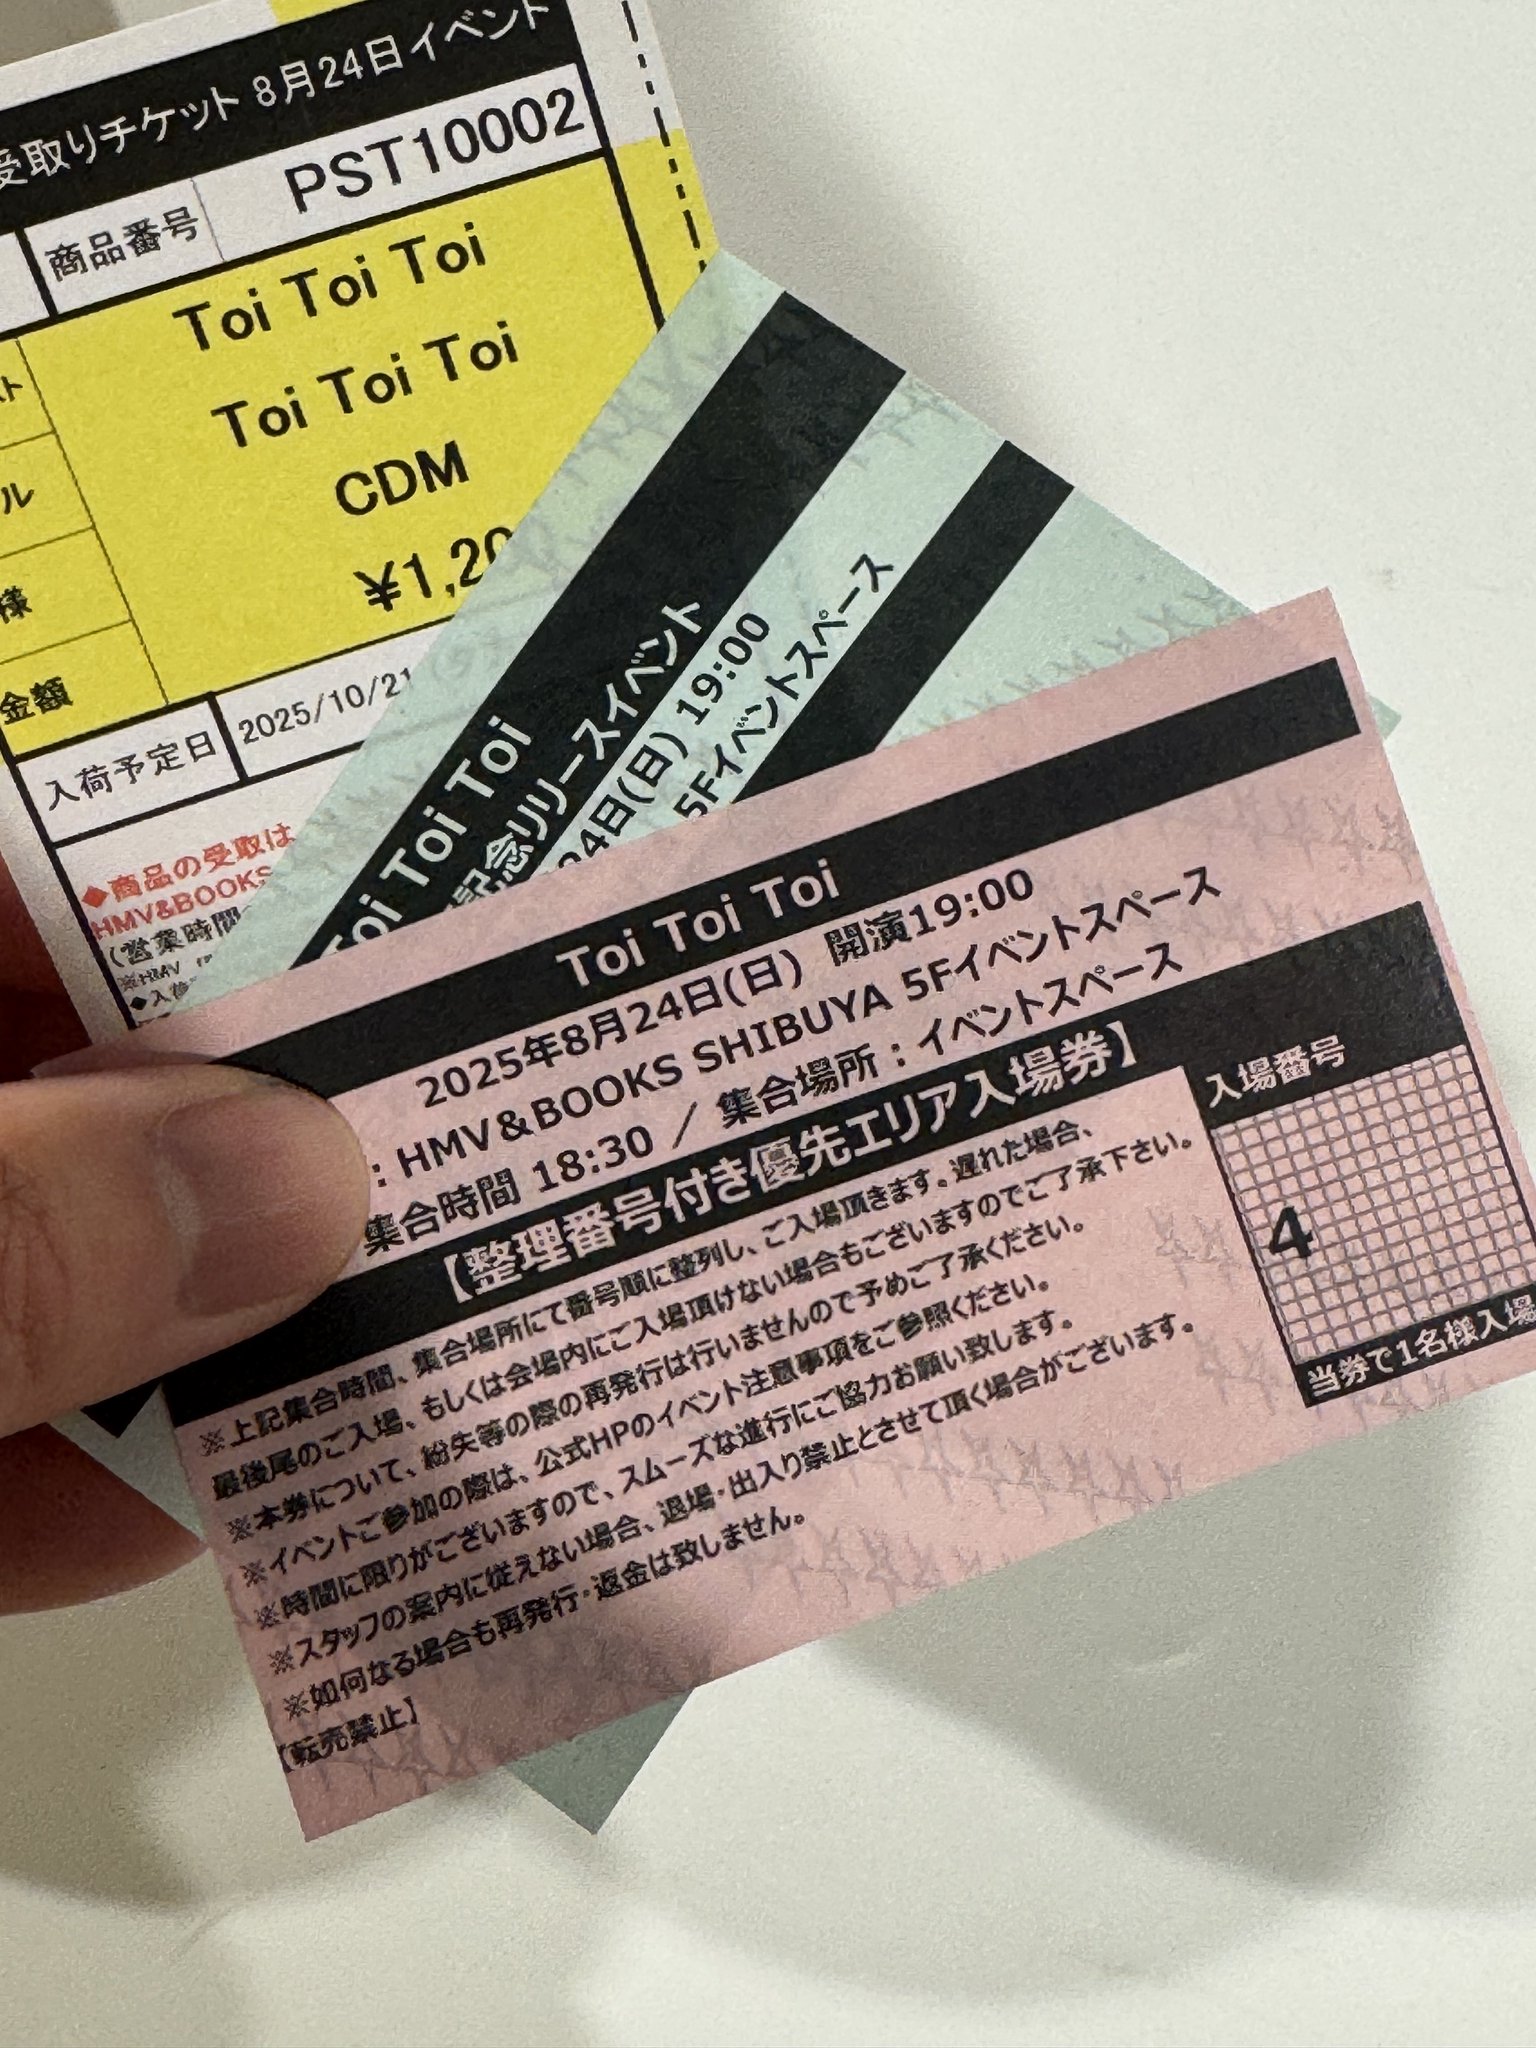 受取りチケット 8月24日イベント
商品番号
PST10002
Toi Toi Toi
Toi Toi Toi
ル
CDM
様
¥1,20
金額
入荷予定日
2025/10/21
◆商品の受取は
HMV&BOOKS
(営業時間
※HMV
◆入荷
Toi Toi Toi
記念リリースイベント
24日(日) 19:00
5Fイベントスペース
Toi Toi Toi
2025年8月24日(日) 開演19:00
: HMV&BOOKS SHIBUYA 5Fイベントスペース
集合時間 18:30 / 集合場所：イベントスペース
【整理番号付き優先エリア入場券】
※上記集合時間、集合場所にて番号順に整列し、ご入場頂きます。遅れた場合、
最後尾のご入場、もしくは会場内にご入場頂けない場合もございますのでご了承下さい。
※本券について、紛失等の際の再発行は行いませんので予めご了承ください。
※イベントご参加の際は、公式HPのイベント注意事項をご参照ください。
※時間に限りがございますので、スムーズな進行にご協力お願い致します。
※スタッフの案内に従えない場合、退場・出入り禁止とさせて頂く場合がございます。
※如何なる場合も再発行・返金は致しません。
【転売禁止】
入場番号
4
当券で1名様入場